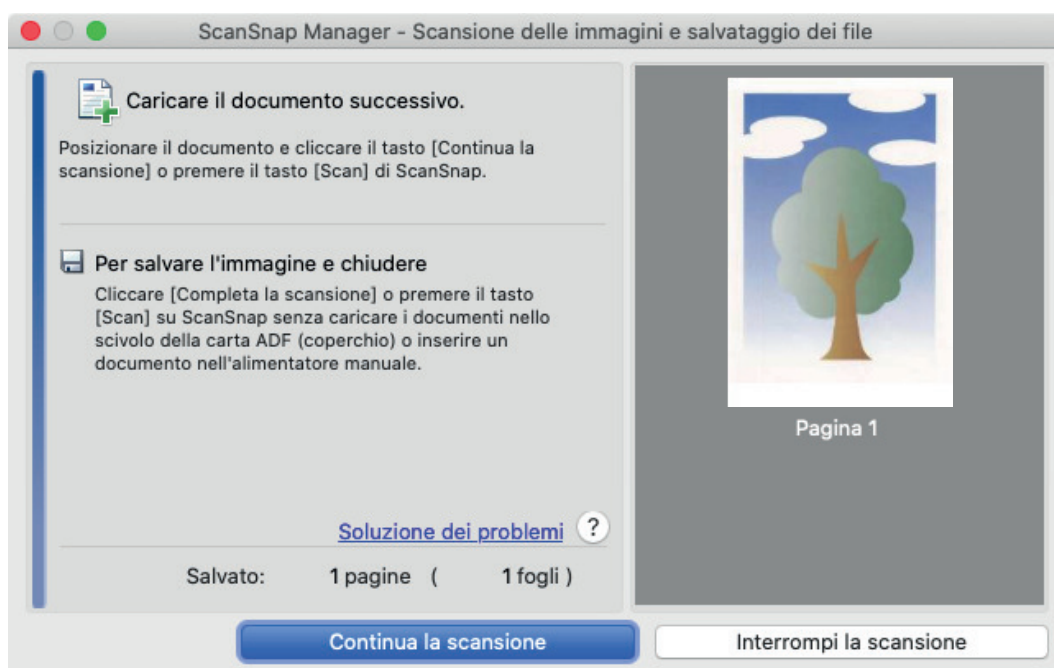 ScanSnap Manager - Scansione delle immagini e salvataggio dei file
Caricare il documento successivo.
Posizionare il documento e cliccare il tasto [Continua la
scansione] o premere il tasto [Scan] di ScanSnap.
Per salvare l'immagine e chiudere
Cliccare [Completa la scansione] o premere il tasto
[Scan] su ScanSnap senza caricare i documenti nello
scivolo della carta ADF (coperchio) o inserire un
documento nell'alimentatore manuale.
Pagina 1
Soluzione dei problemi ?
Salvato: 1 pagine ( 1 fogli )
Continua la scansione
Interrompi la scansione